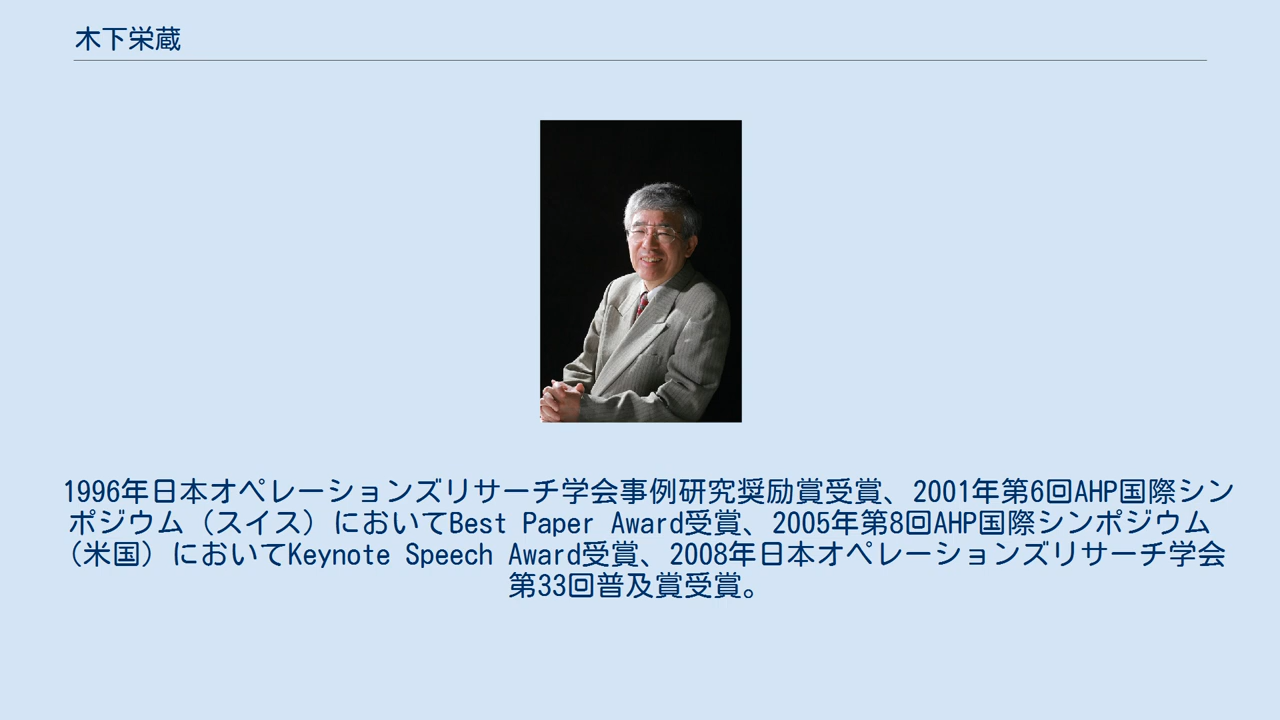 木下栄蔵
1996年日本オペレーションズリサーチ学会事例研究奨励賞受賞、2001年第6回AHP国際シン
ポジウム（スイス）においてBest Paper Award受賞、2005年第8回AHP国際シンポジウム
（米国）においてKeynote Speech Award受賞、2008年日本オペレーションズリサーチ学会
第33回普及賞受賞。